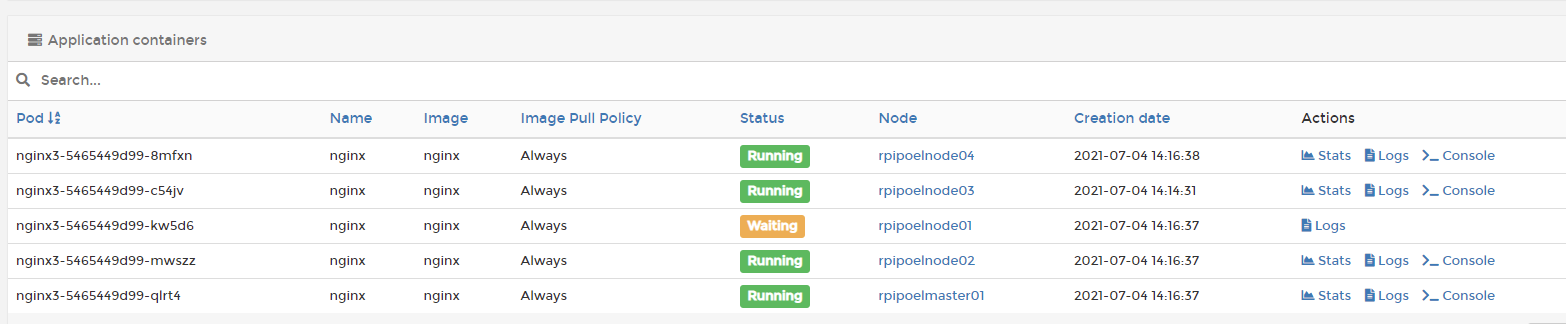 Application containers
Search...
Pod Name Image Image Pull Policy Status Node Creation date Actions
nginx3-5465449d99-8mfxn nginx nginx Always Running rpipoelnode04 2021-07-04 14:16:38 Stats Logs Console
nginx3-5465449d99-c54jv nginx nginx Always Running rpipoelnode03 2021-07-04 14:14:31 Stats Logs Console
nginx3-5465449d99-kw5d6 nginx nginx Always Waiting rpipoelnode01 2021-07-04 14:16:37 Logs
nginx3-5465449d99-mwszz nginx nginx Always Running rpipoelnode02 2021-07-04 14:16:37 Stats Logs Console
nginx3-5465449d99-qlrt4 nginx nginx Always Running rpipoelmaster01 2021-07-04 14:16:37 Stats Logs Console